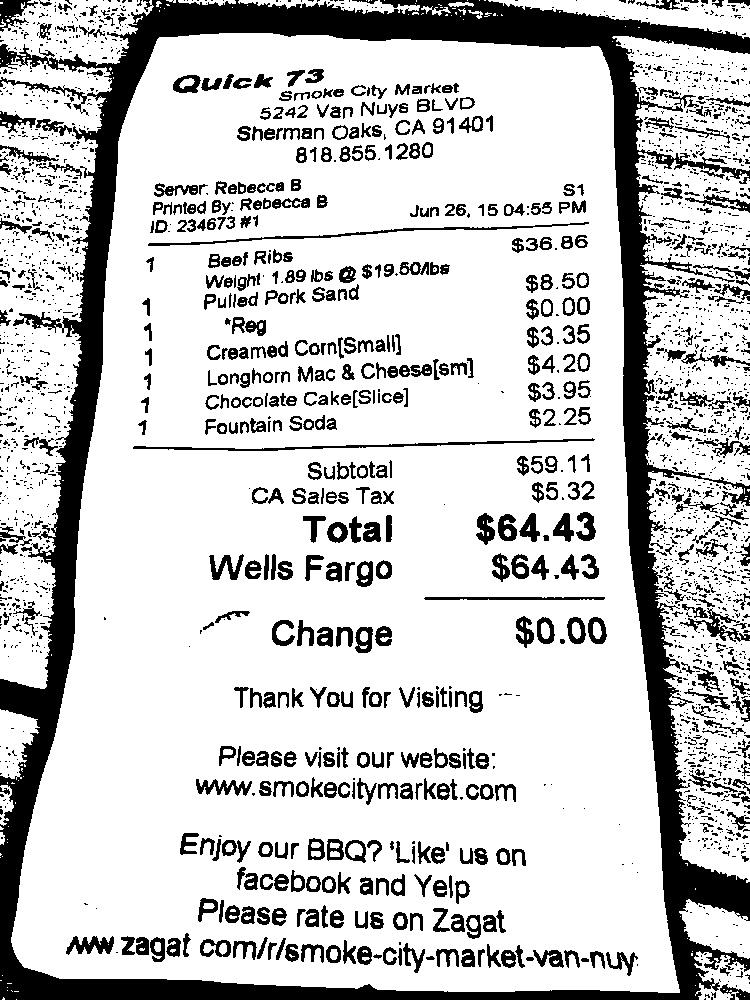 Quick 73
Smoke City Market
5242 Van Nuys BLVD
Sherman Oaks, CA 91401
818.855.1280
Server: Rebecca B
Printed By: Rebecca B S1
ID: 234673 #1 Jun 26, 15 04:55 PM
1 Beef Ribs $36.86
Weight: 1.89 lbs @ $19.50/lbs
1 Pulled Pork Sand $8.50
1 *Reg $0.00
1 Creamed Corn[Small] $3.35
1 Longhorn Mac & Cheese[sm] $4.20
1 Chocolate Cake[Slice] $3.95
1 Fountain Soda $2.25
Subtotal $59.11
CA Sales Tax $5.32
Total $64.43
Wells Fargo $64.43
Change $0.00
Thank You for Visiting
Please visit our website:
www.smokecitymarket.com
Enjoy our BBQ? 'Like' us on
facebook and Yelp
Please rate us on Zagat
www.zagat com/r/smoke-city-market-van-nuy